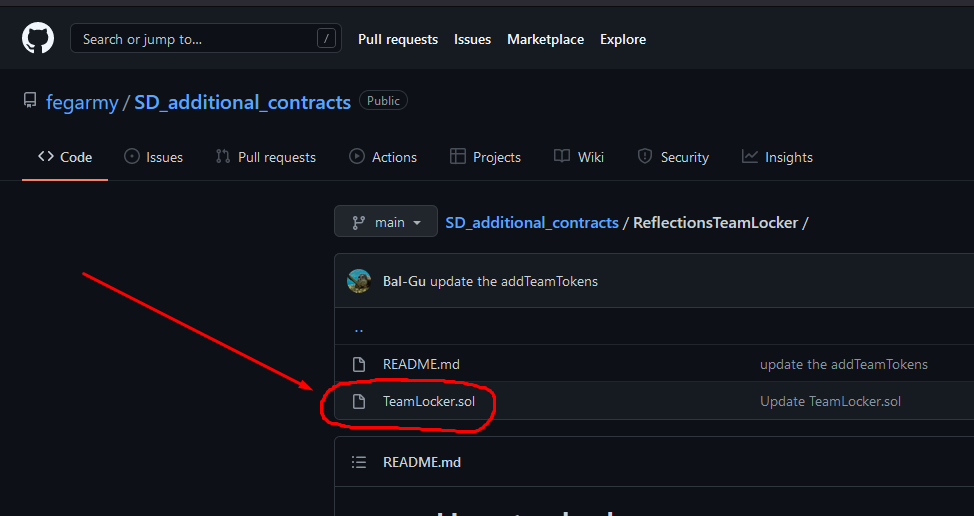 Search or jump to... / Pull requests Issues Marketplace Explore
fegarmy / SD_additional_contracts Public
<> Code Issues Pull requests Actions Projects Wiki Security Insights
main SD_additional_contracts / ReflectionsTeamLocker /
Bal-Gu update the addTeamTokens
..
README.md update the addTeamTokens
TeamLocker.sol Update TeamLocker.sol
README.md